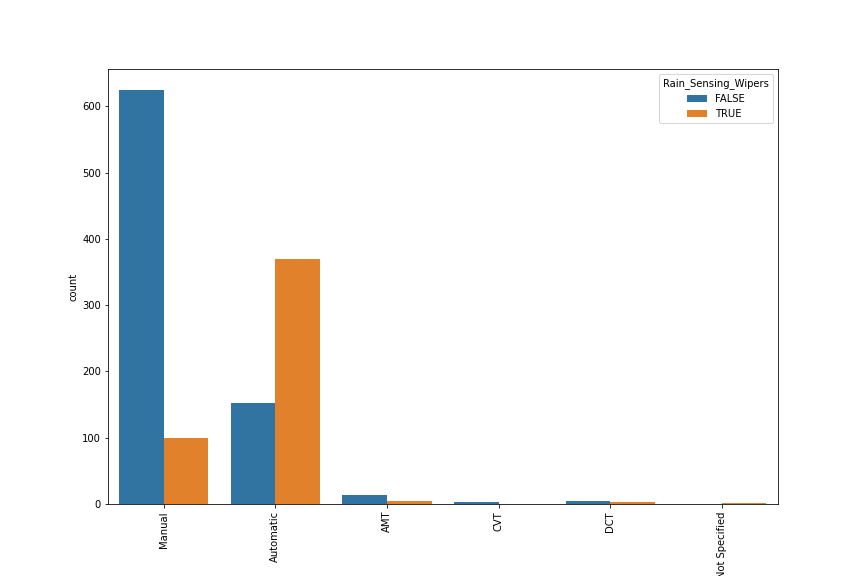 Rain_Sensing_Wipers
FALSE
TRUE
600
500
400
300
200
100
0
count
Manual
Automatic
AMT
CVT
DCT
Not Specified